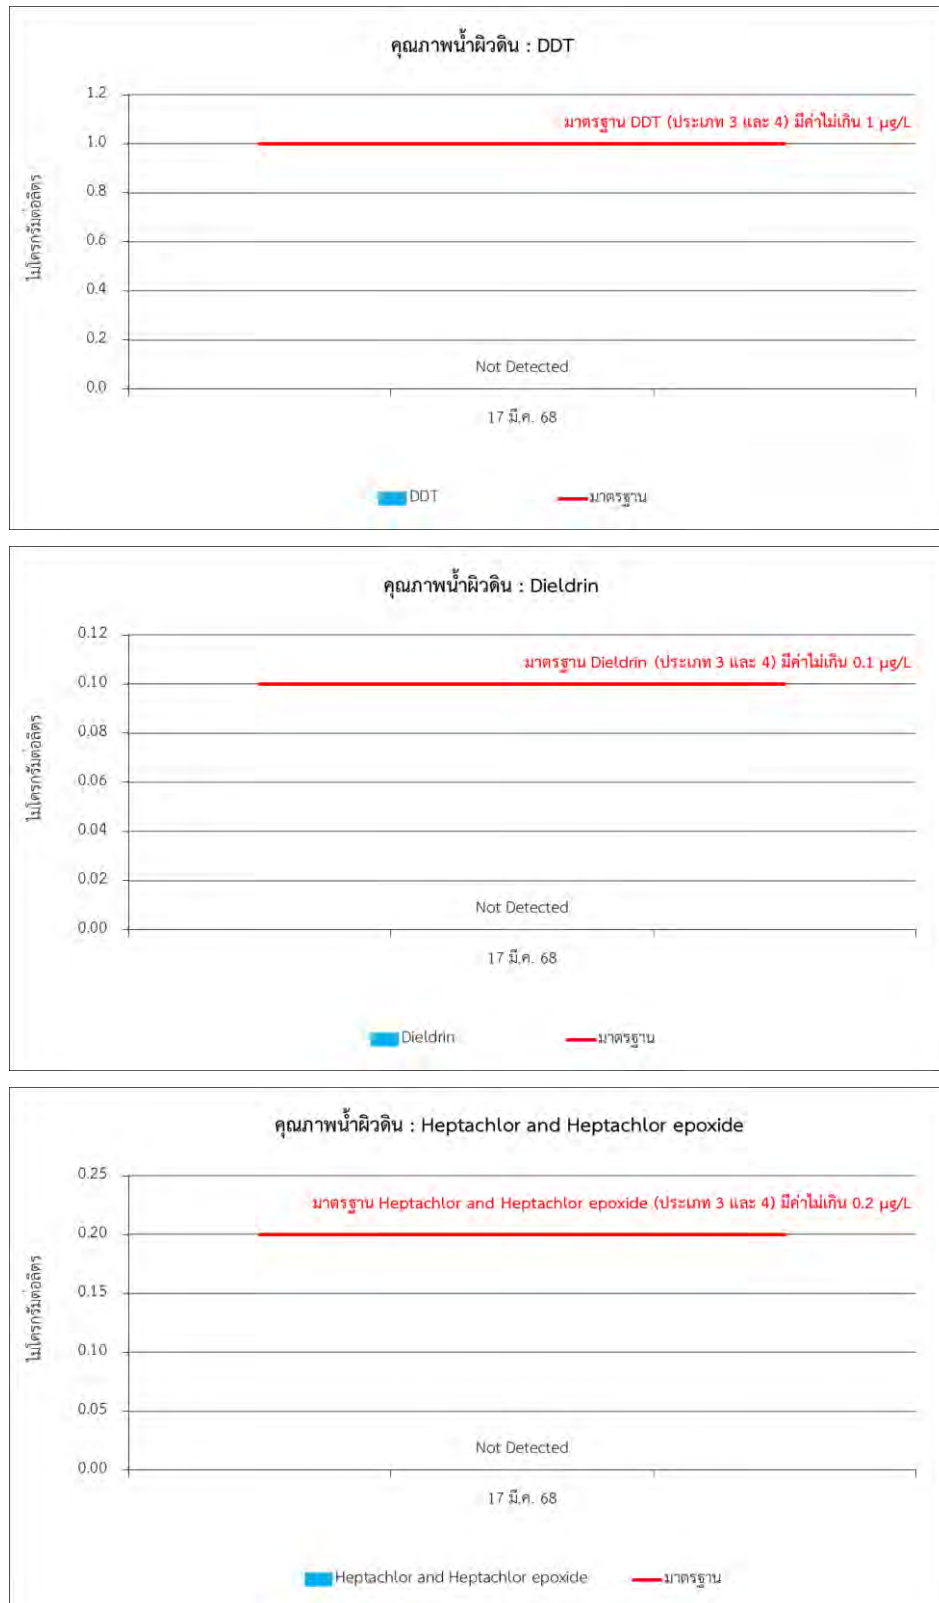 คุณภาพน้ำผิวดิน : DDT
1.2
มาตรฐาน DDT (ประเภท 3 และ 4) มีค่าไม่เกิน 1 µg/L
1.0
0.8
0.6
0.4
0.2
Not Detected
0.0
ไมโครกรัมต่อลิตร
17 มี.ค. 68
DDT มาตรฐาน
คุณภาพน้ำผิวดิน : Dieldrin
0.12
มาตรฐาน Dieldrin (ประเภท 3 และ 4) มีค่าไม่เกิน 0.1 µg/L
0.10
0.08
0.06
0.04
0.02
Not Detected
0.00
ไมโครกรัมต่อลิตร
17 มี.ค. 68
Dieldrin มาตรฐาน
คุณภาพน้ำผิวดิน : Heptachlor and Heptachlor epoxide
0.25
มาตรฐาน Heptachlor and Heptachlor epoxide (ประเภท 3 และ 4) มีค่าไม่เกิน 0.2 µg/L
0.20
0.15
0.10
0.05
Not Detected
0.00
ไมโครกรัมต่อลิตร
17 มี.ค. 68
Heptachlor and Heptachlor epoxide มาตรฐาน